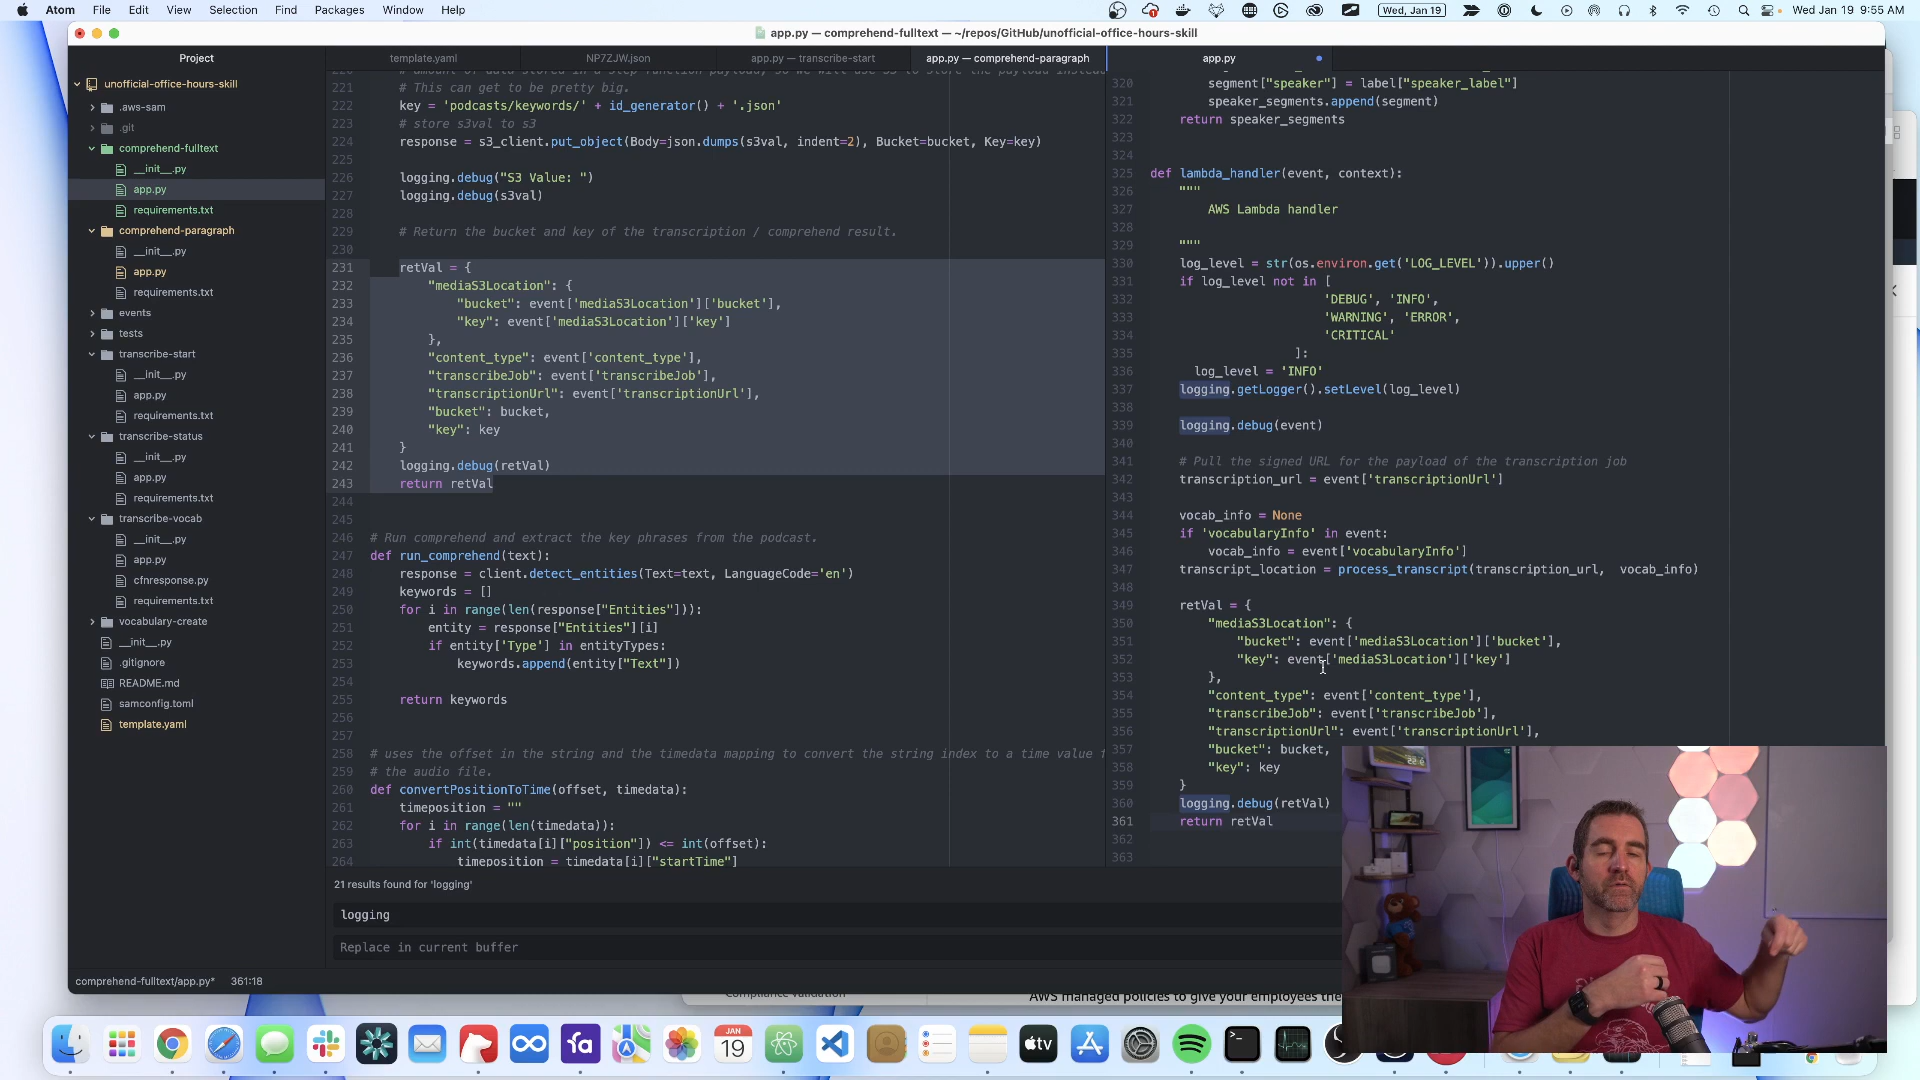 Atom File Edit View Selection Find Packages Window Help
Wed, Jan 19
Wed Jan 19 9:55 AM
app.py — comprehend-fulltext — ~/repos/GitHub/unofficial-office-hours-skill
Project
template.yaml
NP7ZJW.json
app.py — transcribe-start
app.py — comprehend-paragraph
app.py
unofficial-office-hours-skill
.aws-sam
.git
comprehend-fulltext
__init__.py
app.py
requirements.txt
comprehend-paragraph
__init__.py
app.py
requirements.txt
events
tests
transcribe-start
__init__.py
app.py
requirements.txt
transcribe-status
__init__.py
app.py
requirements.txt
transcribe-vocab
__init__.py
app.py
cfnresponse.py
requirements.txt
vocabulary-create
__init__.py
.gitignore
README.md
samconfig.toml
template.yaml
221 # This can get to be pretty big.
222 key = 'podcasts/keywords/' + id_generator() + '.json'
223 # store s3val to s3
224 response = s3_client.put_object(Body=json.dumps(s3val, indent=2), Bucket=bucket, Key=key)
225
226 logging.debug("S3 Value: ")
227 logging.debug(s3val)
228
229 # Return the bucket and key of the transcription / comprehend result.
230
231 retVal = {
232 "mediaS3Location": {
233 "bucket": event['mediaS3Location']['bucket'],
234 "key": event['mediaS3Location']['key']
235 },
236 "content_type": event['content_type'],
237 "transcribeJob": event['transcribeJob'],
238 "transcriptionUrl": event['transcriptionUrl'],
239 "bucket": bucket,
240 "key": key
241 }
242 logging.debug(retVal)
243 return retVal
244
245
246 # Run comprehend and extract the key phrases from the podcast.
247 def run_comprehend(text):
248 response = client.detect_entities(Text=text, LanguageCode='en')
249 keywords = []
250 for i in range(len(response["Entities"])):
251 entity = response["Entities"][i]
252 if entity['Type'] in entityTypes:
253 keywords.append(entity["Text"])
254
255 return keywords
256
257
258 # uses the offset in the string and the timedata mapping to convert the string index to a time value
259 # the audio file.
260 def convertPositionToTime(offset, timedata):
261 timeposition = ""
262 for i in range(len(timedata)):
263 if int(timedata[i]["position"]) <= int(offset):
264 timeposition = timedata[i]["startTime"]
320 segment["speaker"] = label["speaker_label"]
321 speaker_segments.append(segment)
322 return speaker_segments
323
324
325 def lambda_handler(event, context):
326 """
327 AWS Lambda handler
328
329 """
330 log_level = str(os.environ.get('LOG_LEVEL')).upper()
331 if log_level not in [
332 'DEBUG', 'INFO',
333 'WARNING', 'ERROR',
334 'CRITICAL'
335 ]:
336 log_level = 'INFO'
337 logging.getLogger().setLevel(log_level)
338
339 logging.debug(event)
340
341 # Pull the signed URL for the payload of the transcription job
342 transcription_url = event['transcriptionUrl']
343
344 vocab_info = None
345 if 'vocabularyInfo' in event:
346 vocab_info = event['vocabularyInfo']
347 transcript_location = process_transcript(transcription_url, vocab_info)
348
349 retVal = {
350 "mediaS3Location": {
351 "bucket": event['mediaS3Location']['bucket'],
352 "key": event['mediaS3Location']['key']
353 },
354 "content_type": event['content_type'],
355 "transcribeJob": event['transcribeJob'],
356 "transcriptionUrl": event['transcriptionUrl'],
357 "bucket": bucket,
358 "key": key
359 }
360 logging.debug(retVal)
361 return retVal
362
363
21 results found for 'logging'
logging
Replace in current buffer
comprehend-fulltext/app.py* 361:18
AWS managed policies to give your employees the
JAN
19
tv